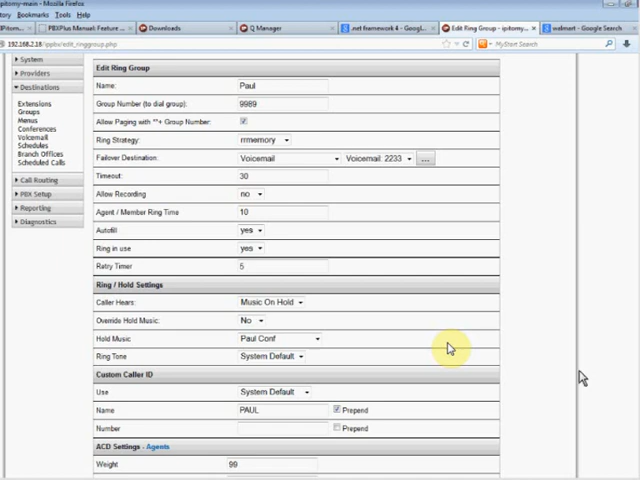 ipitomy-main - Mozilla Firefox
tory Bookmarks Tools Help
IPitom...
PBXPlus Manual: Feature ...
Downloads
Q Manager
.net framework 4 - Googl...
Edit Ring Group - ipitomy-...
walmart - Google Search
192.168.2.18/ippbx/edit_ringgroup.php
MyStart Search
System
Providers
Destinations
Extensions
Groups
Menus
Conferences
Voicemail
Schedules
Branch Offices
Scheduled Calls
Call Routing
PBX Setup
Reporting
Diagnostics
Edit Ring Group
Name: Paul
Group Number (to dial group): 9989
Allow Paging with "*+ Group Number:
Ring Strategy: rrmemory
Failover Destination: Voicemail Voicemail: 2233 ...
Timeout: 30
Allow Recording no
Agent / Member Ring Time 10
Autofill yes
Ring in use yes
Retry Timer 5
Ring / Hold Settings
Caller Hears: Music On Hold
Override Hold Music: No
Hold Music Paul Conf
Ring Tone System Default
Custom Caller ID
Use System Default
Name PAUL Prepend
Number Prepend
ACD Settings - Agents
Weight 99